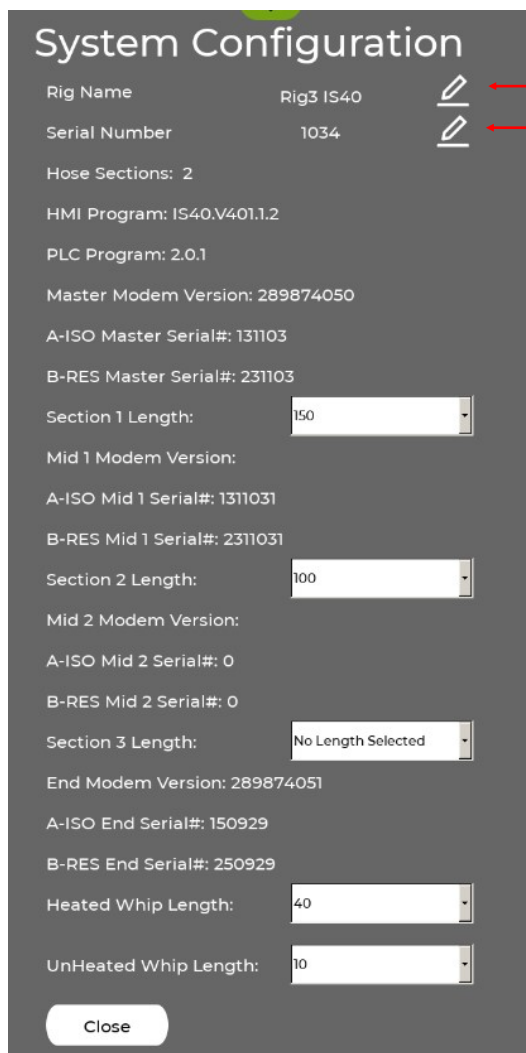 System Configuration
Rig Name Rig3 IS40
Serial Number 1034
Hose Sections: 2
HMI Program: IS40.V401.1.2
PLC Program: 2.0.1
Master Modem Version: 289874050
A-ISO Master Serial#: 131103
B-RES Master Serial#: 231103
Section 1 Length: 150
Mid 1 Modem Version:
A-ISO Mid 1 Serial#: 1311031
B-RES Mid 1 Serial#: 2311031
Section 2 Length: 100
Mid 2 Modem Version:
A-ISO Mid 2 Serial#: 0
B-RES Mid 2 Serial#: 0
Section 3 Length: No Length Selected
End Modem Version: 289874051
A-ISO End Serial#: 150929
B-RES End Serial#: 250929
Heated Whip Length: 40
UnHeated Whip Length: 10
Close